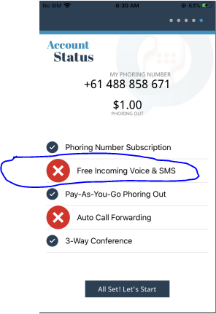 No SIM 8:30 AM 63%
Account
Status
MY PHORING NUMBER
+61 488 858 671
$1.00
PHORING OUT
Phoring Number Subscription
Free Incoming Voice & SMS
Pay-As-You-Go Phoring Out
Auto Call Forwarding
3-Way Conference
All Set! Let's Start